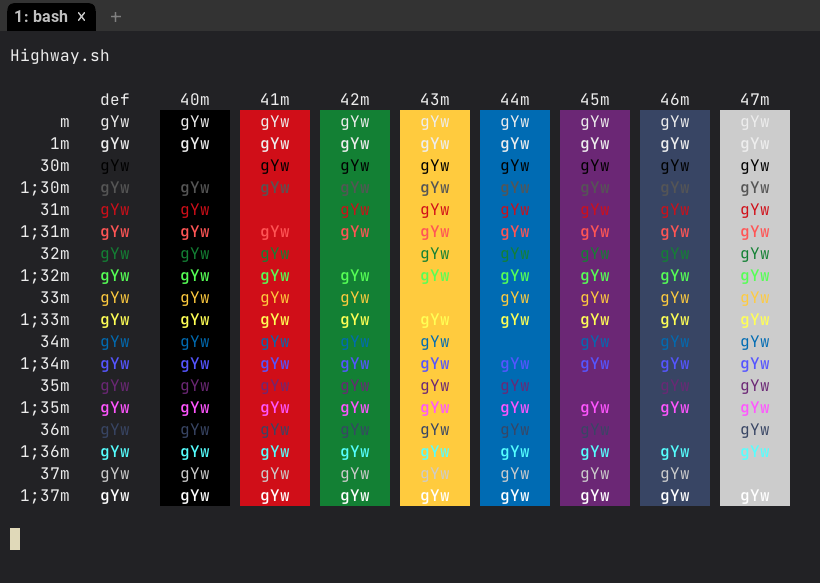 1: bash × +
Highway.sh
def 40m 41m 42m 43m 44m 45m 46m 47m
m gYw gYw gYw gYw gYw gYw gYw gYw gYw
1m gYw gYw gYw gYw gYw gYw gYw gYw gYw
30m gYw gYw gYw gYw gYw gYw gYw gYw
1;30m gYw gYw gYw gYw gYw gYw gYw gYw gYw
31m gYw gYw gYw gYw gYw gYw gYw gYw
1;31m gYw gYw gYw gYw gYw gYw gYw gYw gYw
32m gYw gYw gYw gYw gYw gYw gYw gYw
1;32m gYw gYw gYw gYw gYw gYw gYw gYw gYw
33m gYw gYw gYw gYw gYw gYw gYw gYw
1;33m gYw gYw gYw gYw gYw gYw gYw gYw gYw
34m gYw gYw gYw gYw gYw gYw gYw gYw
1;34m gYw gYw gYw gYw gYw gYw gYw gYw gYw
35m gYw gYw gYw gYw gYw gYw gYw gYw
1;35m gYw gYw gYw gYw gYw gYw gYw gYw gYw
36m gYw gYw gYw gYw gYw gYw gYw gYw
1;36m gYw gYw gYw gYw gYw gYw gYw gYw gYw
37m gYw gYw gYw gYw gYw gYw gYw gYw
1;37m gYw gYw gYw gYw gYw gYw gYw gYw gYw